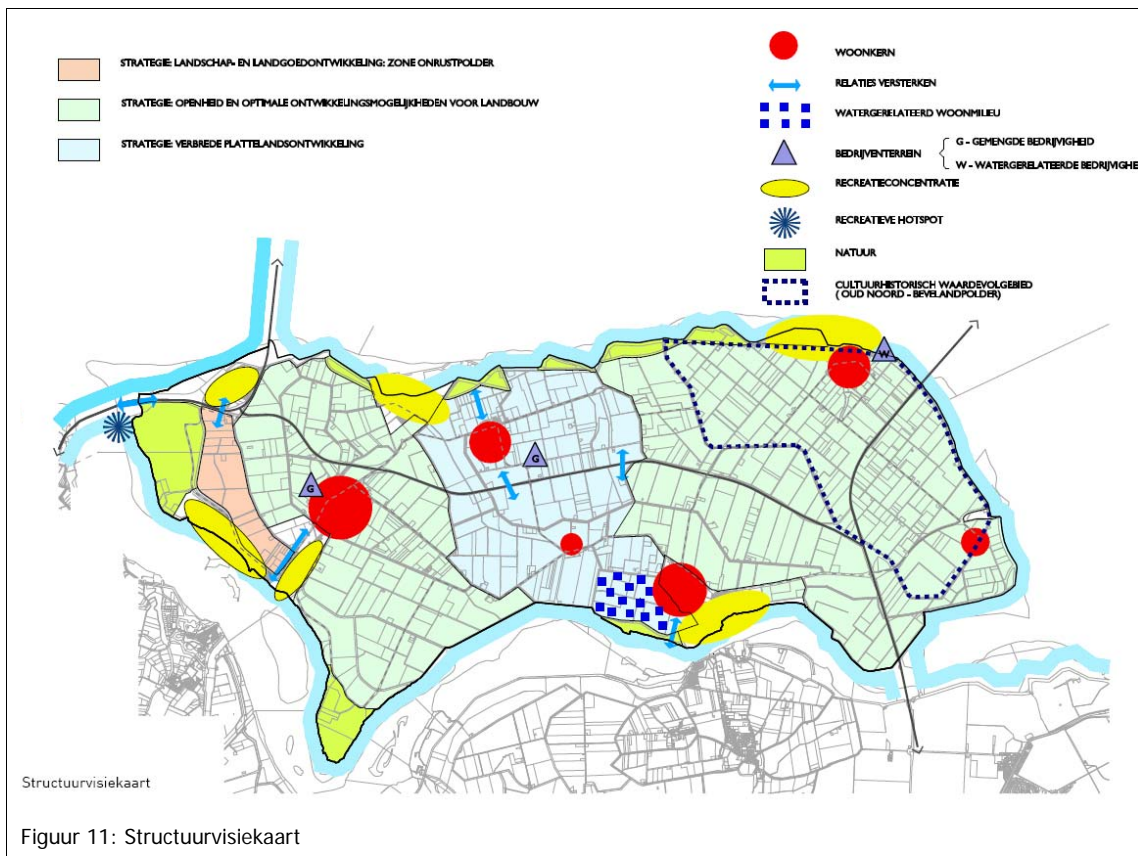 STRATEGIE: LANDSCHAP- EN LANDGOEDONTWIKKELING: ZONE ONRUSTPOLDER
STRATEGIE: OPENHEID EN OPTIMALE ONTWIKKELINGSMOGELIJKHEDEN VOOR LANDBOUW
STRATEGIE: VERBREDE PLATTELANDSONTWIKKELING
WOONKERN
RELATIES VERSTERKEN
WATERGERELATEERD WOONMILIEU
BEDRIJVENTERREIN
G - GEMENGDE BEDRIJVIGHEID
W - WATERGERELATEERDE BEDRIJVIGHE
RECREATIECONCENTRATIE
RECREATIEVE HOTSPOT
NATUUR
CULTUURHISTORISCH WAARDEVOLGEBIED
( OUD NOORD - BEVELANDPOLDER)
W
G
G
Structuurvisiekaart
Figuur 11: Structuurvisiekaart